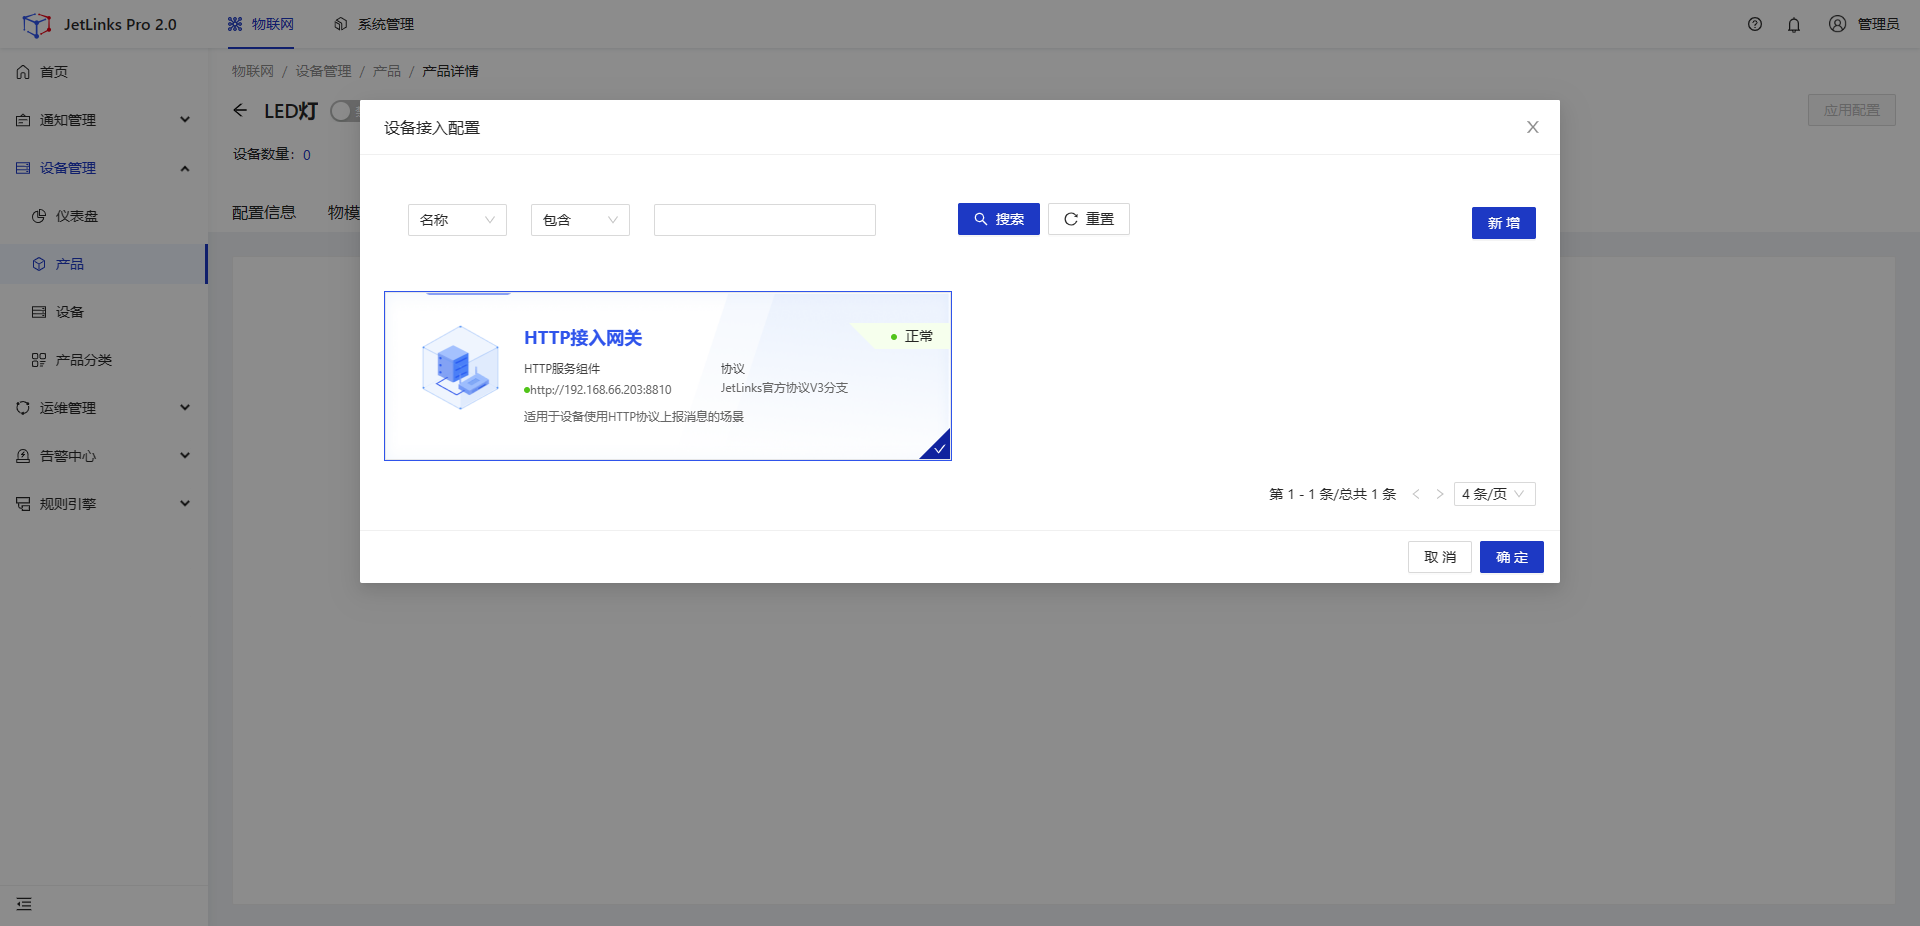 JetLinks Pro 2.0
物联网
系统管理
管理员
首页
通知管理
设备管理
仪表盘
产品
设备
产品分类
运维管理
告警中心
规则引擎
物联网 / 设备管理 / 产品 / 产品详情
LED灯
应用配置
设备数量: 0
配置信息
物模
设备接入配置
名称
包含
搜索
重置
新 增
HTTP接入网关
正常
HTTP服务组件
协议
http://192.168.66.203:8810
JetLinks官方协议V3分支
适用于设备使用HTTP协议上报消息的场景
第 1 - 1 条/总共 1 条
4 条/页
取 消
确 定